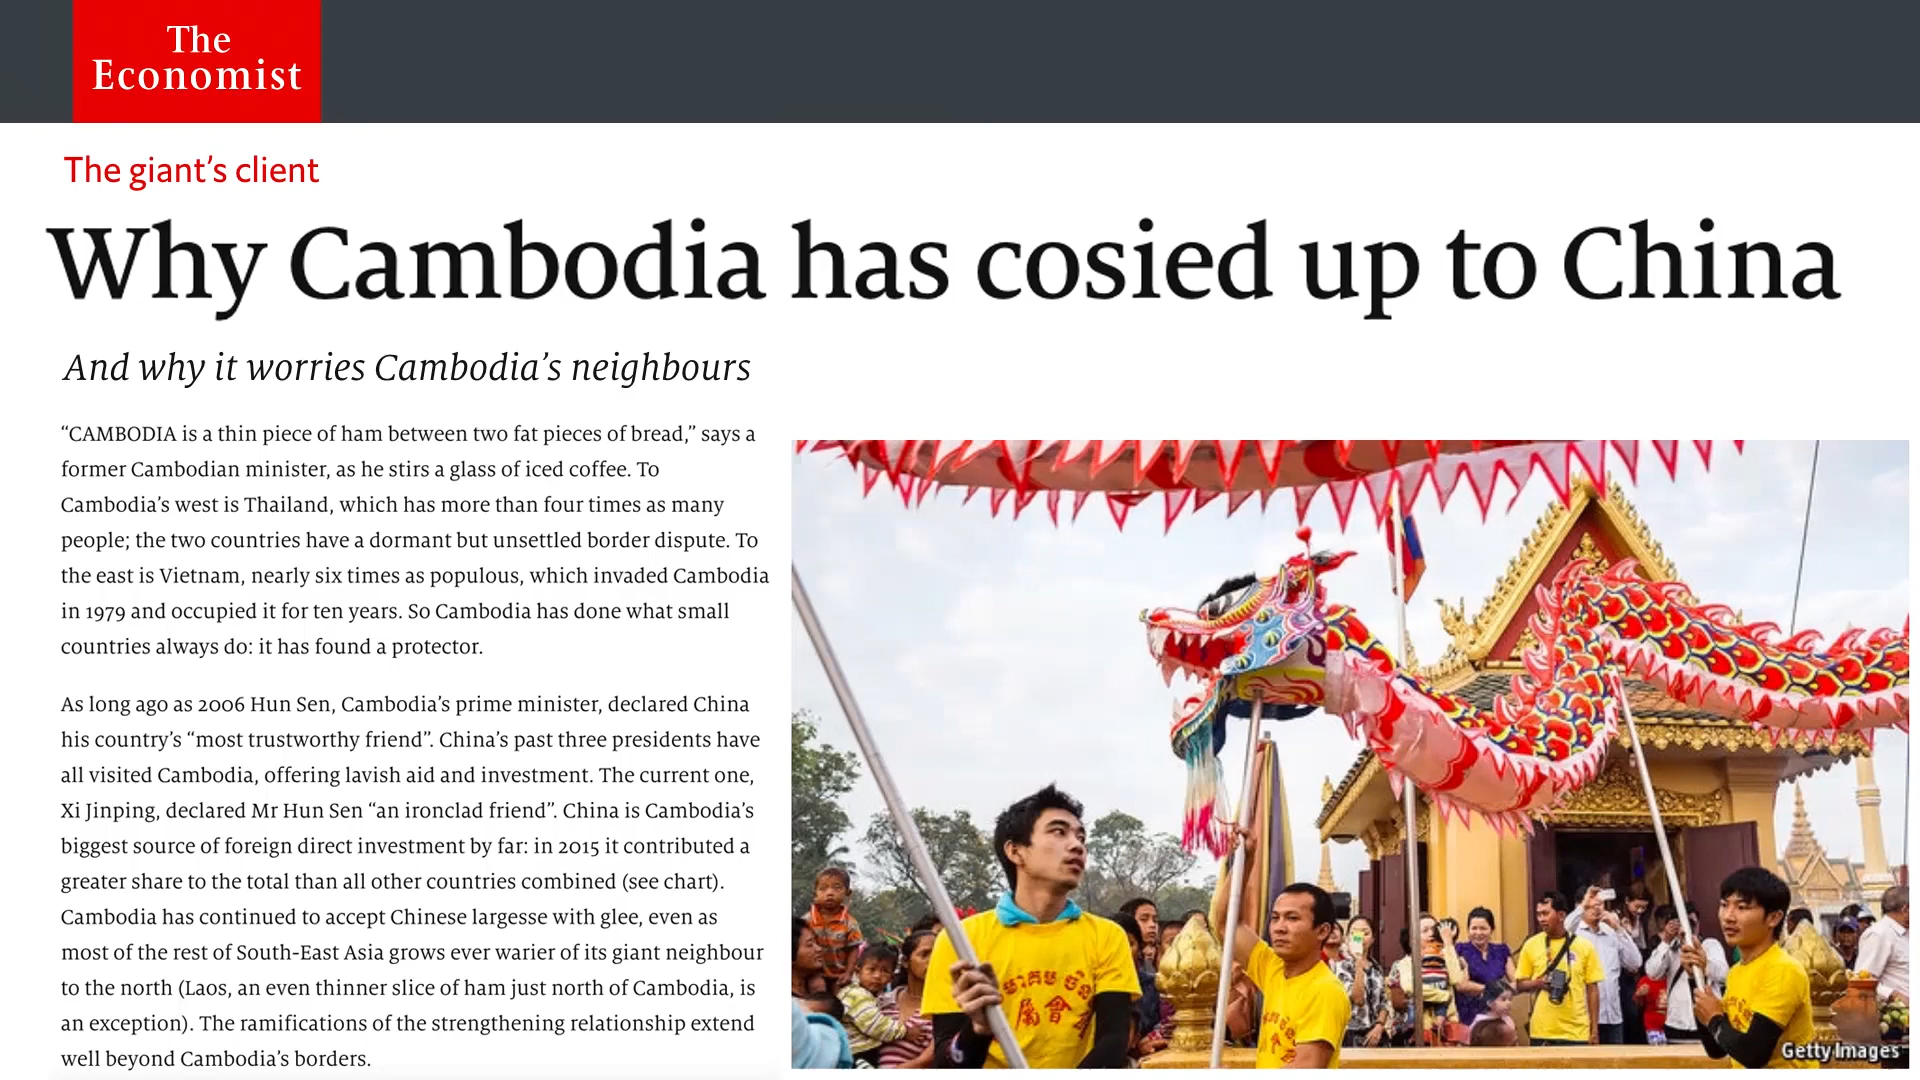 The
Economist
The giant’s client
Why Cambodia has cosied up to China
And why it worries Cambodia’s neighbours
“CAMBODIA is a thin piece of ham between two fat pieces of bread,” says a
former Cambodian minister, as he stirs a glass of iced coffee. To
Cambodia’s west is Thailand, which has more than four times as many
people; the two countries have a dormant but unsettled border dispute. To
the east is Vietnam, nearly six times as populous, which invaded Cambodia
in 1979 and occupied it for ten years. So Cambodia has done what small
countries always do: it has found a protector.
As long ago as 2006 Hun Sen, Cambodia’s prime minister, declared China
his country’s “most trustworthy friend”. China’s past three presidents have
all visited Cambodia, offering lavish aid and investment. The current one,
Xi Jinping, declared Mr Hun Sen “an ironclad friend”. China is Cambodia’s
biggest source of foreign direct investment by far: in 2015 it contributed a
greater share to the total than all other countries combined (see chart).
Cambodia has continued to accept Chinese largesse with glee, even as
most of the rest of South-East Asia grows ever warier of its giant neighbour
to the north (Laos, an even thinner slice of ham just north of Cambodia, is
an exception). The ramifications of the strengthening relationship extend
well beyond Cambodia’s borders.
屬會
Getty Images